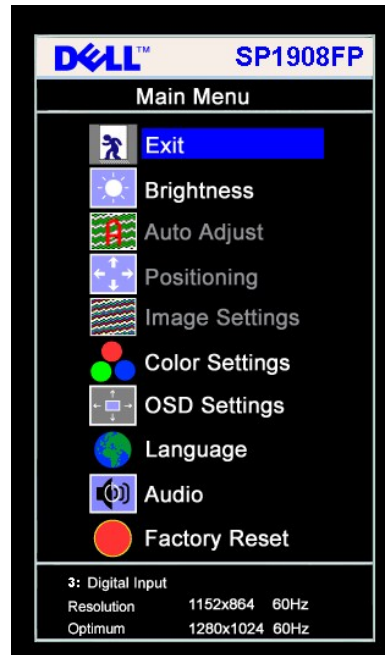 DELL™ SP1908FP
Main Menu
Exit
Brightness
Auto Adjust
Positioning
Image Settings
Color Settings
OSD Settings
Language
Audio
Factory Reset
3: Digital Input
Resolution 1152x864 60Hz
Optimum 1280x1024 60Hz